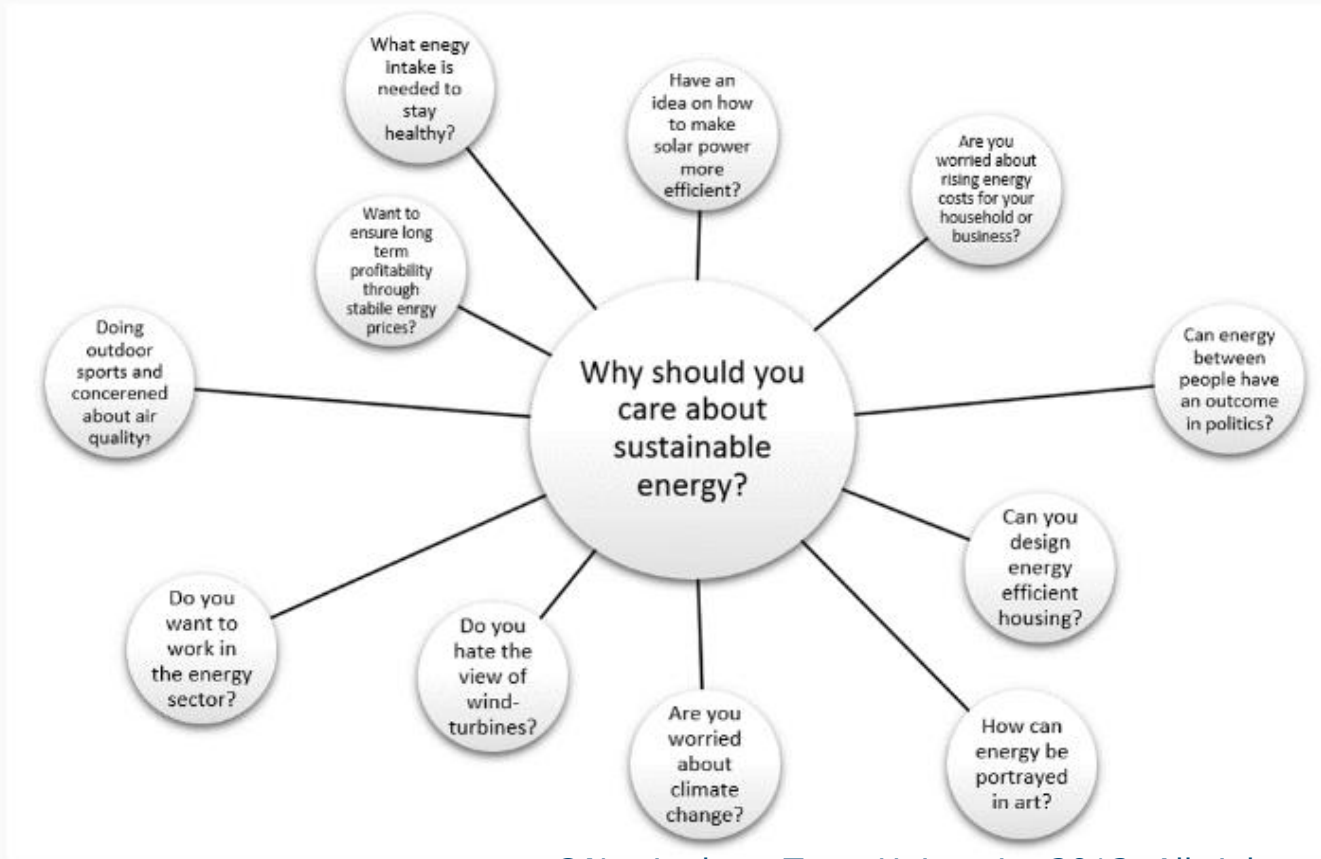 What enegy
intake is
needed to
stay
healthy?
Have an
idea on how
to make
solar power
more
efficient?
Are you
worried about
rising energy
costs for your
household or
business?
Want to
ensure long
term
profitability
through
stabile enrgy
prices?
Doing
outdoor
sports and
concerened
about air
quality?
Why should you
care about
sustainable
energy?
Can energy
between
people have
an outcome
in politics?
Can you
design
energy
efficient
housing?
Do you
want to
work in
the energy
sector?
Do you
hate the
view of
wind-
turbines?
Are you
worried
about
climate
change?
How can
energy be
portrayed
in art?